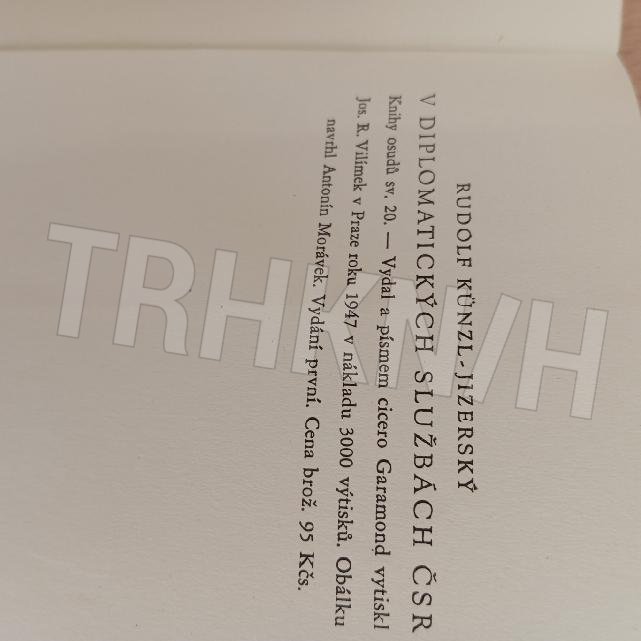 RUDOLF KÜNZL-JIZERSKÝ
V DIPLOMATICKÝCH SLUŽBÁCH ČSR
Knihy osudů sv. 20. — Vydal a písmem cicero Garamond vytiskl
Jos. R. Vilímek v Praze roku 1947 v nákladu 3000 výtisků. Obálku
navrhl Antonín Morávek. Vydání první. Cena brož. 95 Kčs.
TRHKNIH